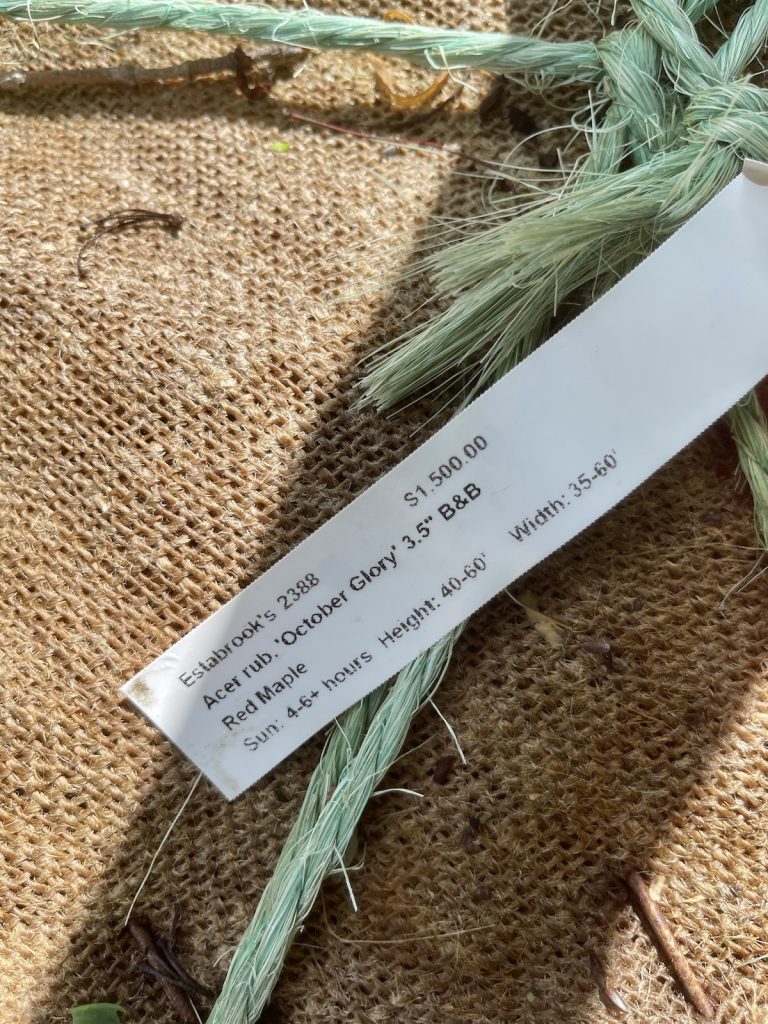 Estabrook's 2388 $1,500.00
Acer rub. 'October Glory' 3.5" B&B
Red Maple
Sun: 4-6+ hours Height: 40-60' Width: 35-60'